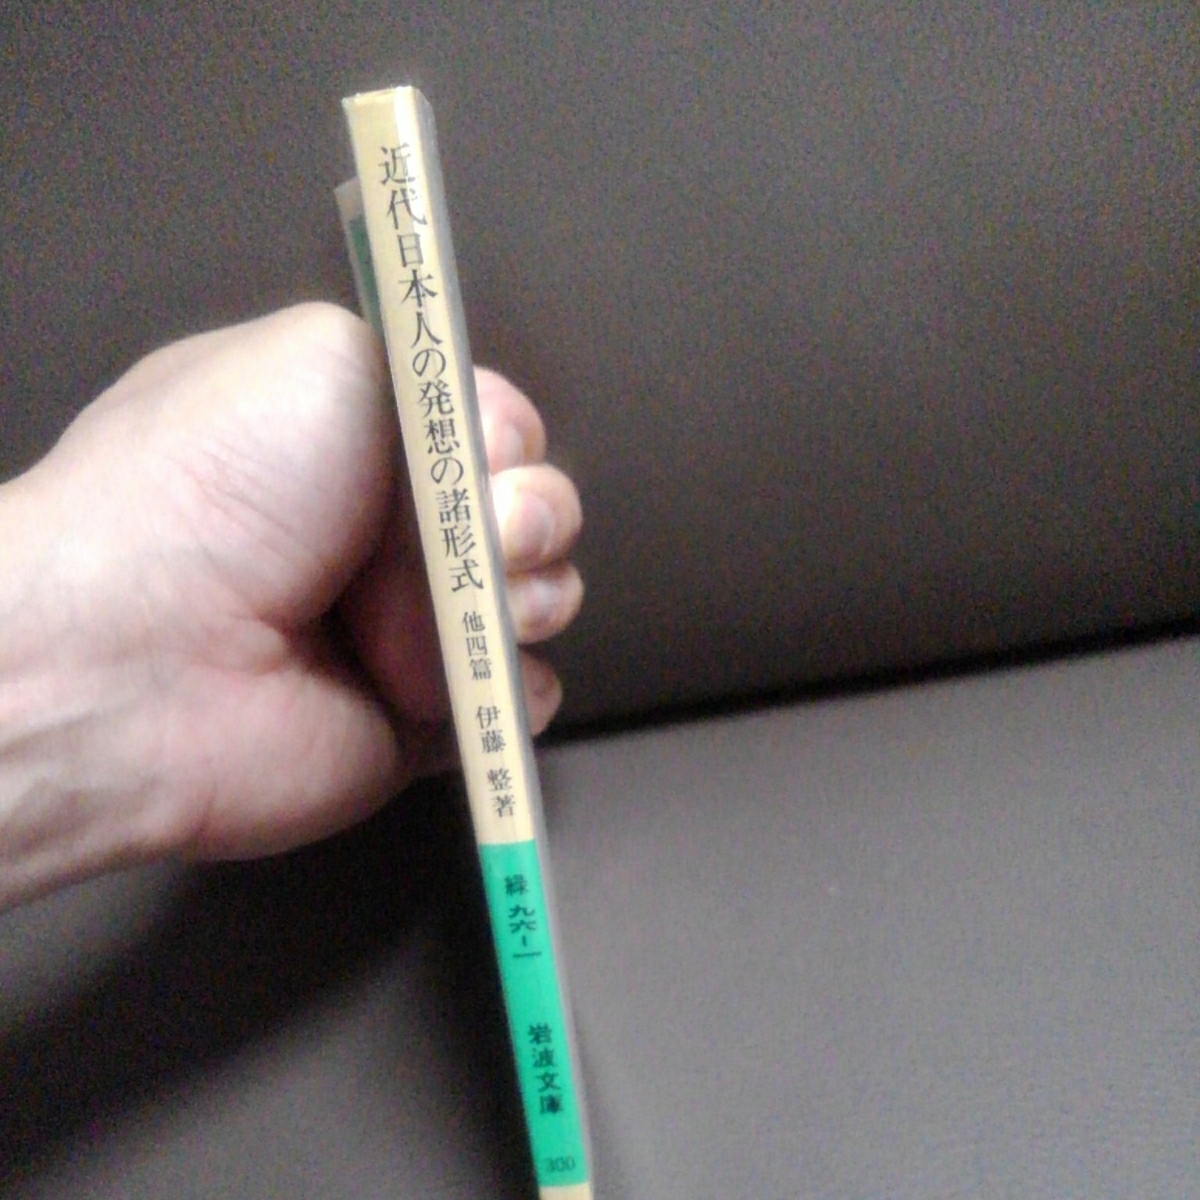 近代日本人の発想の諸形式 他四篇 伊藤 整著
緑九六-一
岩波文庫
300